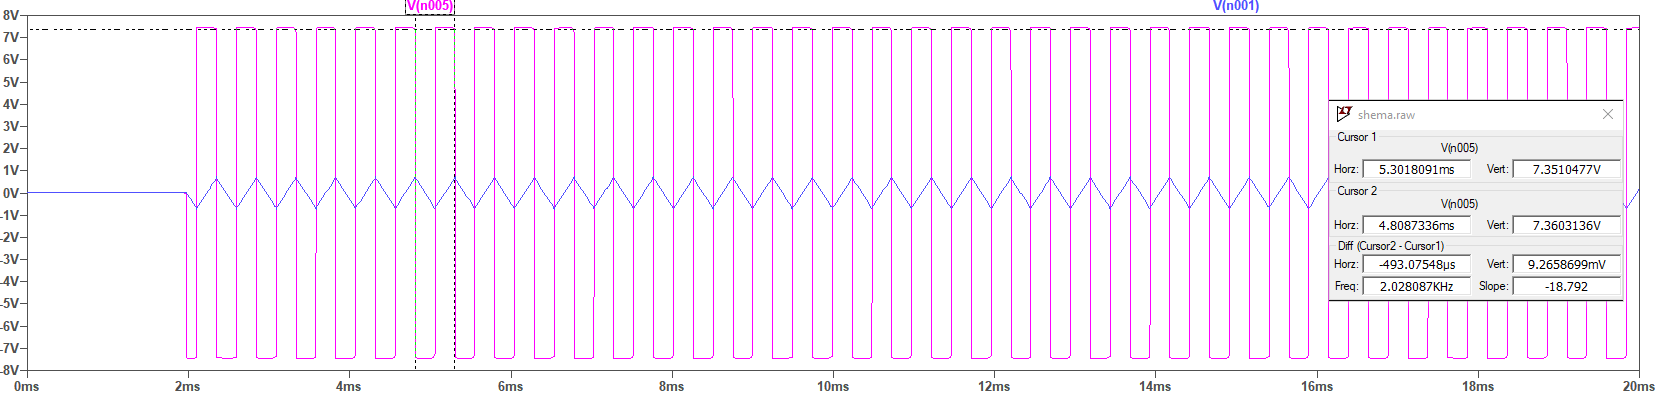 V(n005) V(n001)
8V
7V
6V
5V
4V
3V
2V
1V
0V
-1V
-2V
-3V
-4V
-5V
-6V
-7V
-8V
0ms 2ms 4ms 6ms 8ms 10ms 12ms 14ms 16ms 18ms 20ms
shema.raw
Cursor 1
V(n005)
Horz: 5.3018091ms Vert: 7.3510477V
Cursor 2
V(n005)
Horz: 4.8087336ms Vert: 7.3603136V
Diff (Cursor2 - Cursor1)
Horz: -493.07548µs Vert: 9.2658699mV
Freq: 2.028087KHz Slope: -18.792